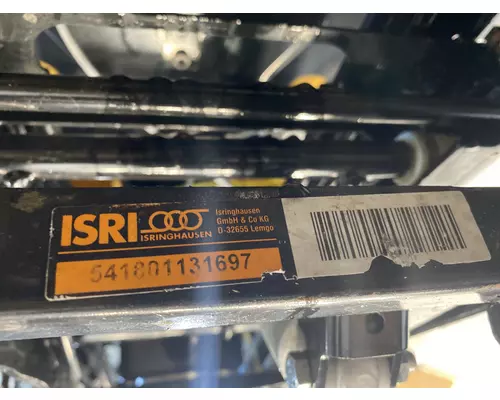 ISRI
ISRINGHAUSEN
Isringhausen
GmbH & Co KG
D-32655 Lemgo
541801131697